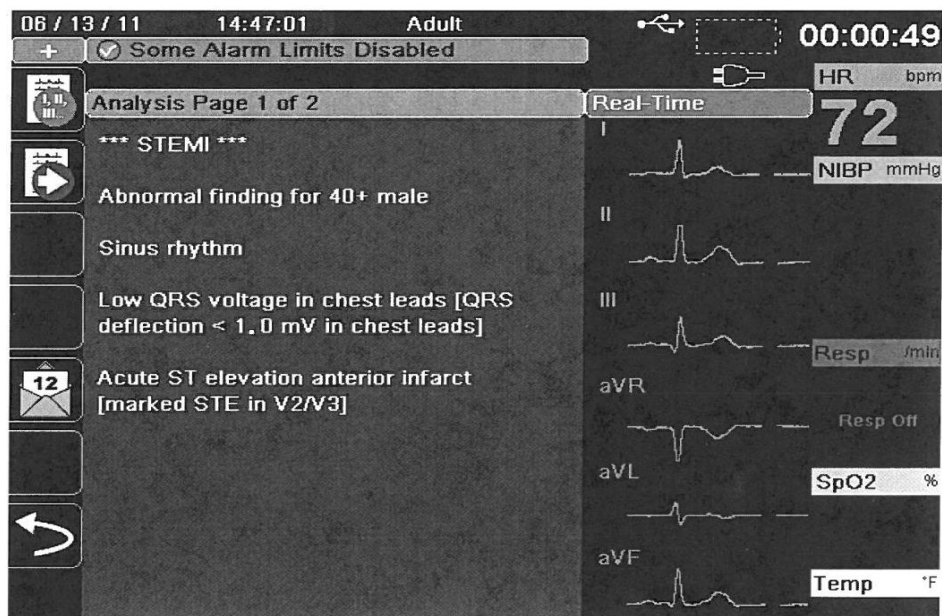 06 / 13 / 11 14:47:01 Adult
00:00:49
Some Alarm Limits Disabled
HR bpm
72
Analysis Page 1 of 2
Real-Time
*** STEMI ***
Abnormal finding for 40+ male
Sinus rhythm
Low QRS voltage in chest leads [QRS
deflection < 1.0 mV in chest leads]
Acute ST elevation anterior infarct
[marked STE in V2/V3]
I, II,
III...
12
I
II
III
aVR
aVL
aVF
NIBP mmHg
Resp /min
Resp Off
SpO2 %
Temp °F